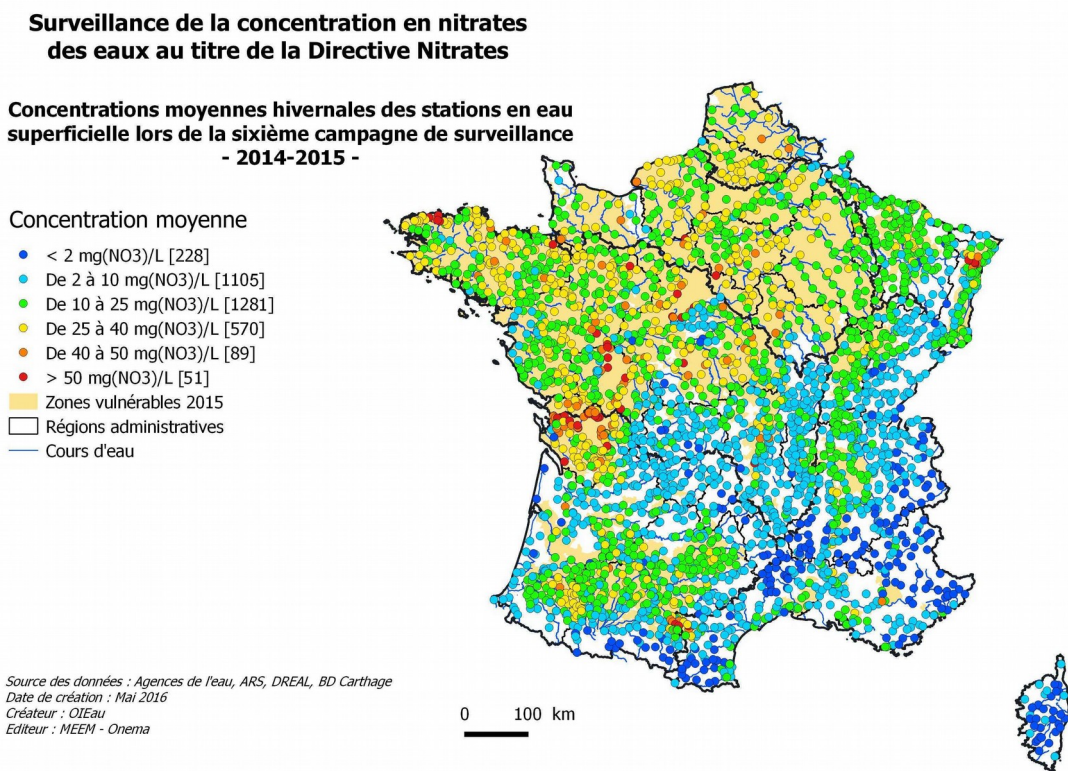 Surveillance de la concentration en nitrates
des eaux au titre de la Directive Nitrates
Concentrations moyennes hivernales des stations en eau
superficielle lors de la sixième campagne de surveillance
- 2014-2015 -
Concentration moyenne
< 2 mg(NO3)/L [228]
De 2 à 10 mg(NO3)/L [1105]
De 10 à 25 mg(NO3)/L [1281]
De 25 à 40 mg(NO3)/L [570]
De 40 à 50 mg(NO3)/L [89]
> 50 mg(NO3)/L [51]
Zones vulnérables 2015
Régions administratives
Cours d'eau
Source des données : Agences de l'eau, ARS, DREAL, BD Carthage
Date de création : Mai 2016
Créateur : OIEau
Editeur : MEEM - Onema
0 100 km